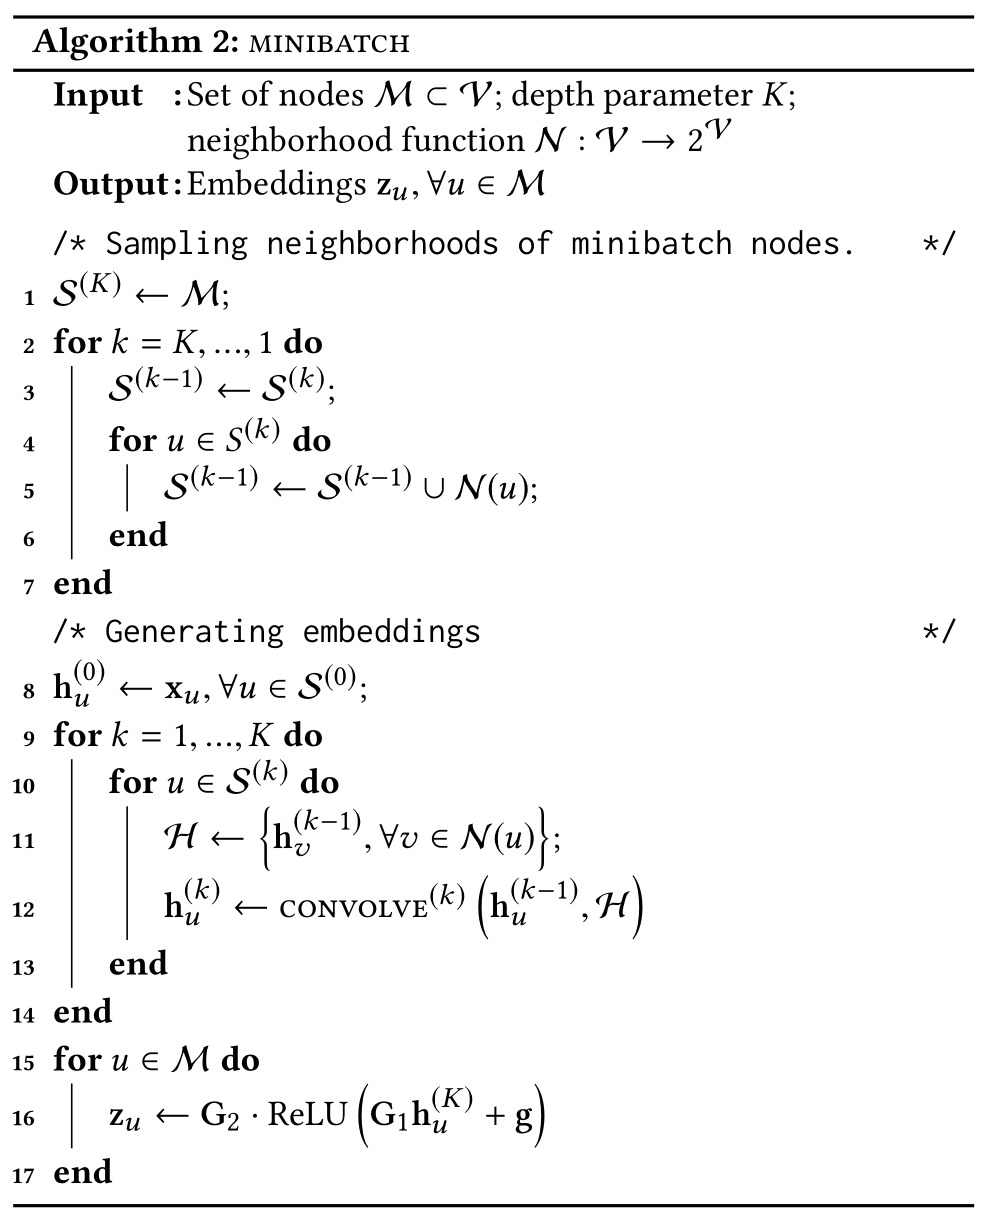 Algorithm 2: MINIBATCH
Input : Set of nodes 𝓜 ⊂ 𝓥; depth parameter K;
neighborhood function 𝓝 : 𝓥 → 2^𝓥
Output: Embeddings 𝐳_u, ∀u ∈ 𝓜
/* Sampling neighborhoods of minibatch nodes. */
1 𝓢^(K) ← 𝓜;
2 for k = K, ..., 1 do
3 𝓢^(k−1) ← 𝓢^(k);
4 for u ∈ S^(k) do
5 𝓢^(k−1) ← 𝓢^(k−1) ∪ 𝓝(u);
6 end
7 end
/* Generating embeddings */
8 𝐡_u^(0) ← 𝐱_u, ∀u ∈ 𝓢^(0);
9 for k = 1, ..., K do
10 for u ∈ 𝓢^(k) do
11 𝓗 ← {𝐡_v^(k−1), ∀v ∈ 𝓝(u)};
12 𝐡_u^(k) ← CONVOLVE^(k) (𝐡_u^(k−1), 𝓗)
13 end
14 end
15 for u ∈ 𝓜 do
16 𝐳_u ← 𝐆_2 · ReLU (𝐆_1𝐡_u^(K) + 𝐠)
17 end